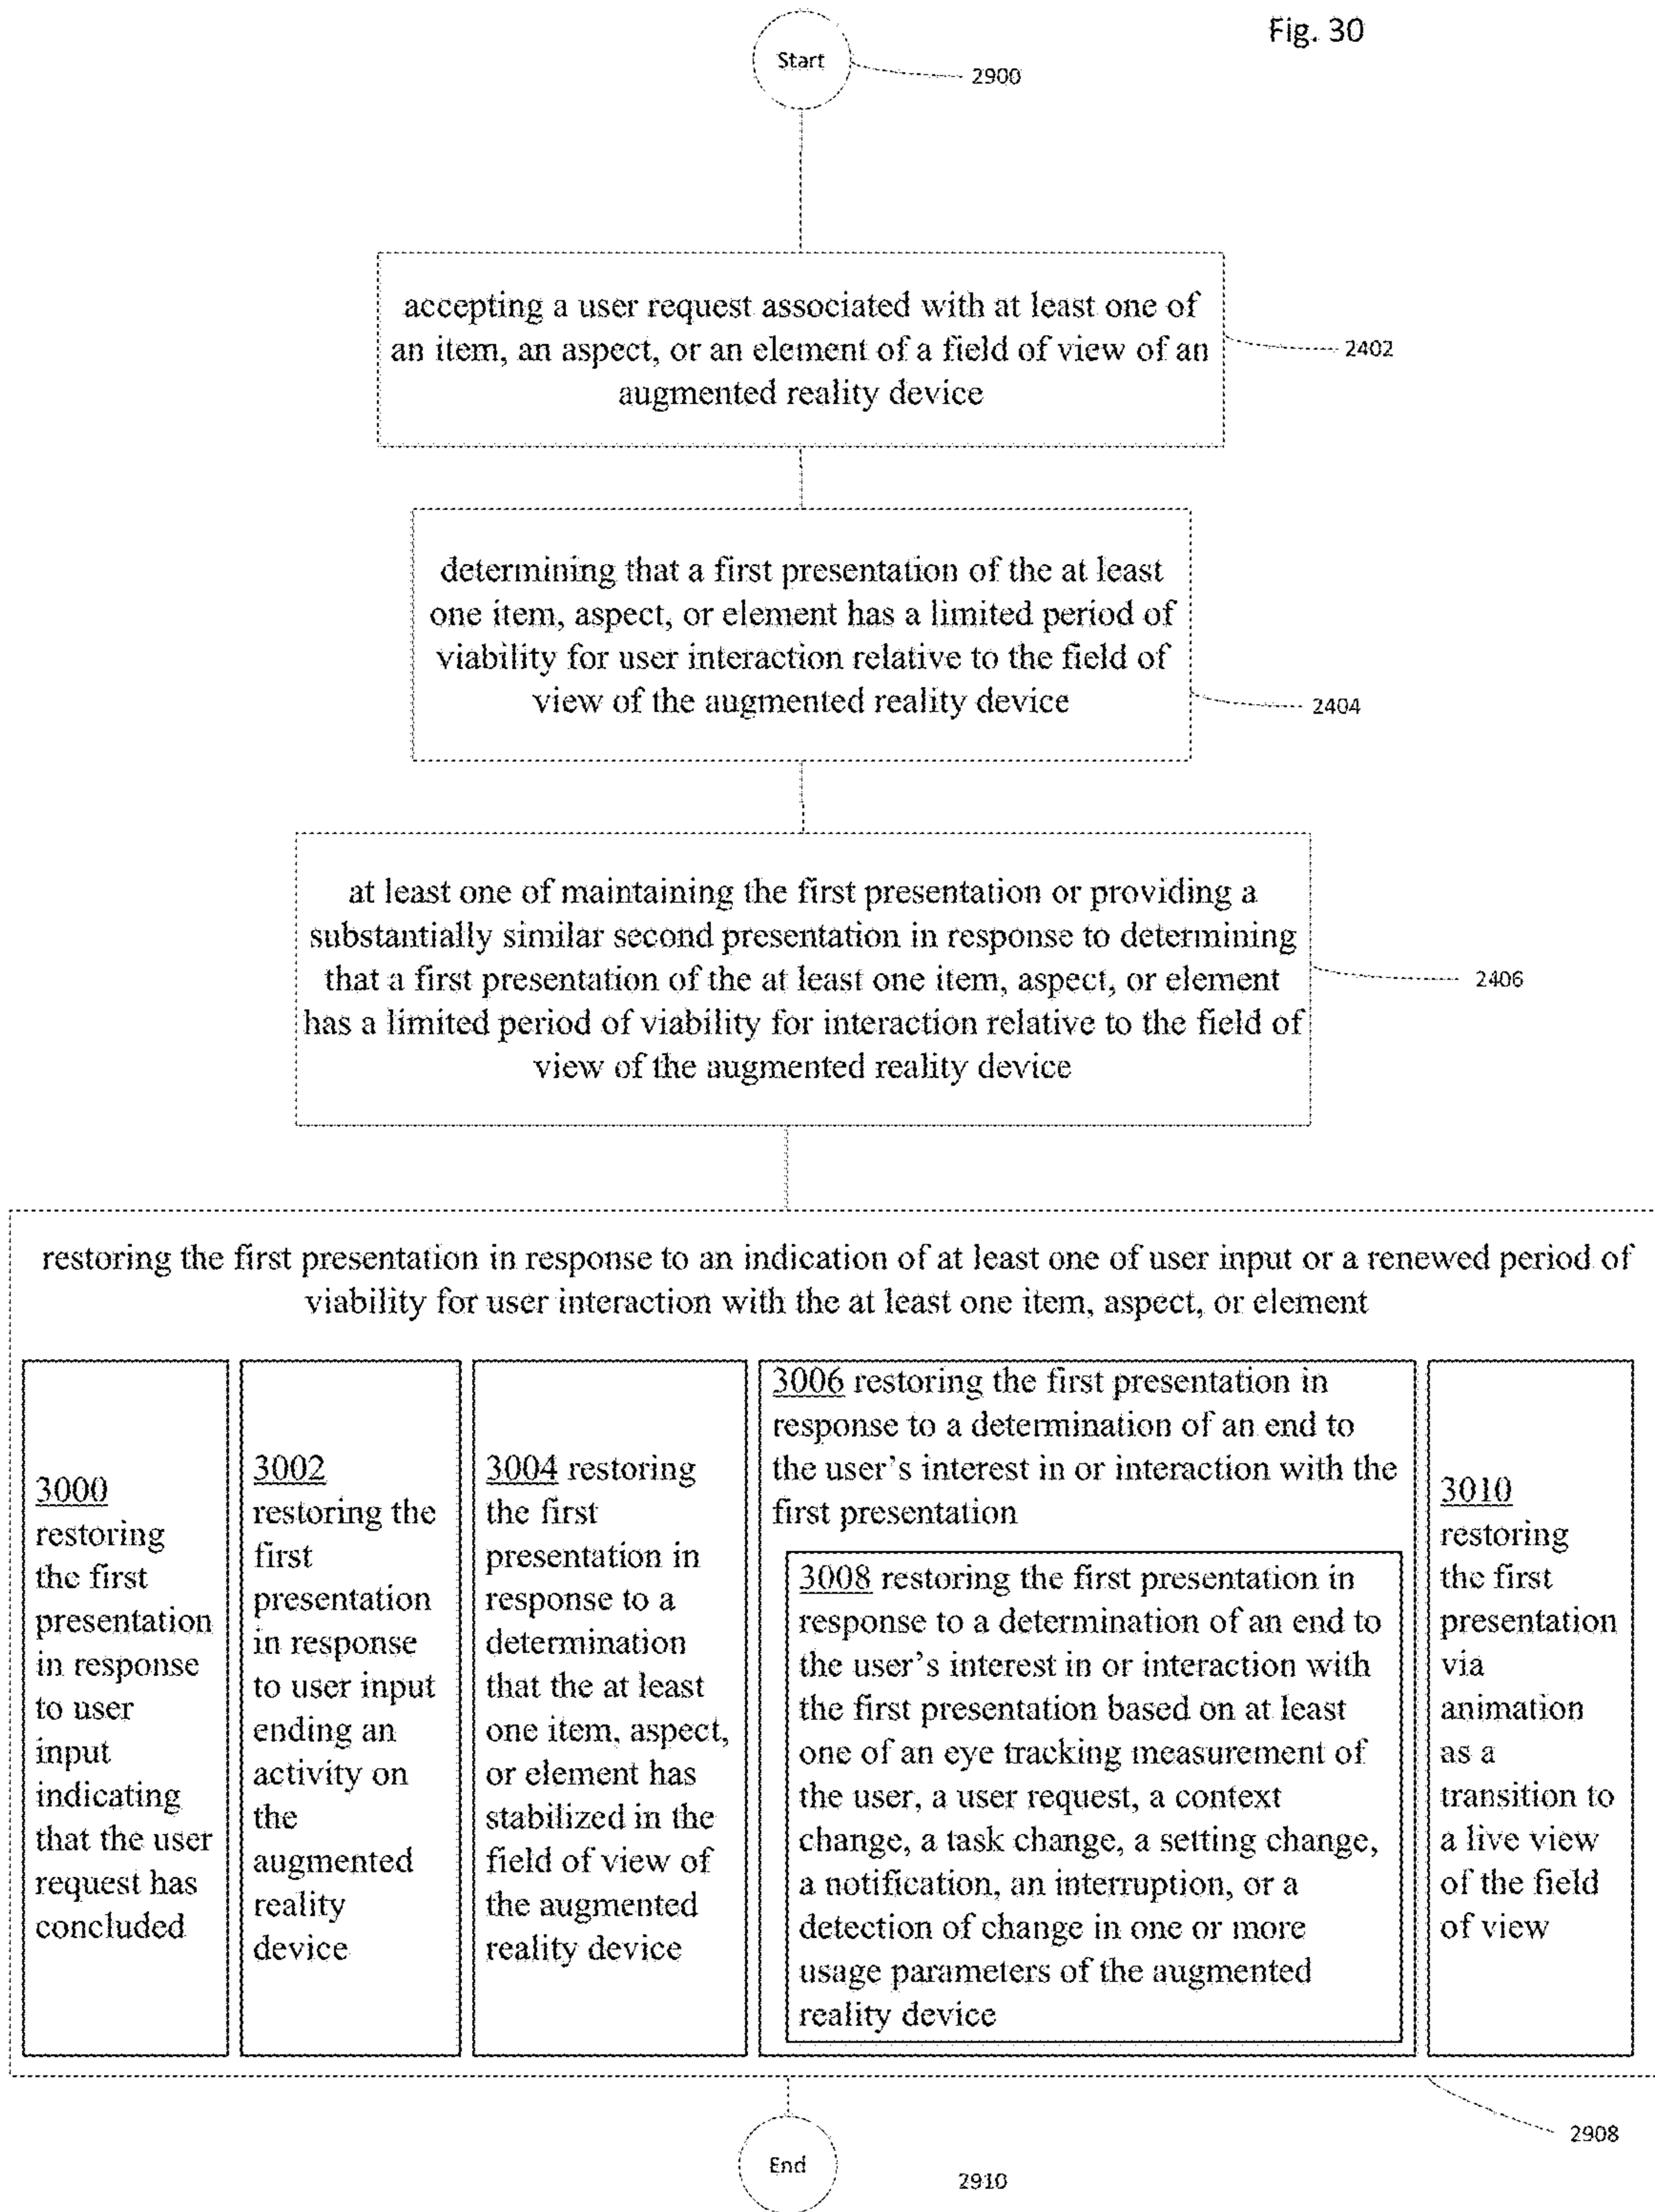 Fig. 30
Start
2900
accepting a user request associated with at least one of
an item, an aspect, or an element of a field of view of an
augmented reality device
2402
determining that a first presentation of the at least
one item, aspect, or element has a limited period of
viability for user interaction relative to the field of
view of the augmented reality device
2404
at least one of maintaining the first presentation or providing a
substantially similar second presentation in response to determining
that a first presentation of the at least one item, aspect, or element
has a limited period of viability for interaction relative to the field of
view of the augmented reality device
2406
restoring the first presentation in response to an indication of at least one of user input or a renewed period of
viability for user interaction with the at least one item, aspect, or element
3000
restoring
the first
presentation
in response
to user
input
indicating
that the user
request has
concluded
3002
restoring the
first
presentation
in response
to user input
ending an
activity on
the
augmented
reality
device
3004 restoring
the first
presentation in
response to a
determination
that the at least
one item, aspect,
or element has
stabilized in the
field of view of
the augmented
reality device
3006 restoring the first presentation in
response to a determination of an end to
the user's interest in or interaction with the
first presentation
3008 restoring the first presentation in
response to a determination of an end to
the user's interest in or interaction with
the first presentation based on at least
one of an eye tracking measurement of
the user, a user request, a context
change, a task change, a setting change,
a notification, an interruption, or a
detection of change in one or more
usage parameters of the augmented
reality device
3010
restoring
the first
presentation
via
animation
as a
transition to
a live view
of the field
of view
2908
End
2910